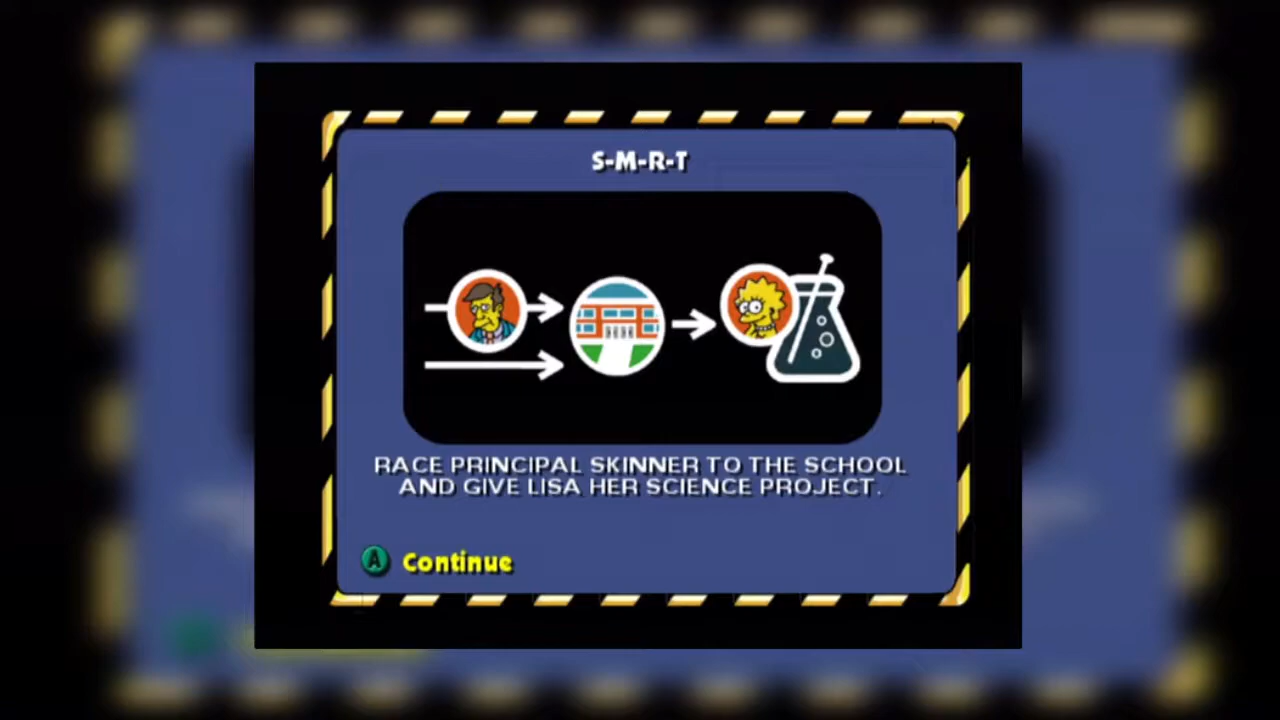 S-M-R-T
RACE PRINCIPAL SKINNER TO THE SCHOOL
AND GIVE LISA HER SCIENCE PROJECT.
A Continue